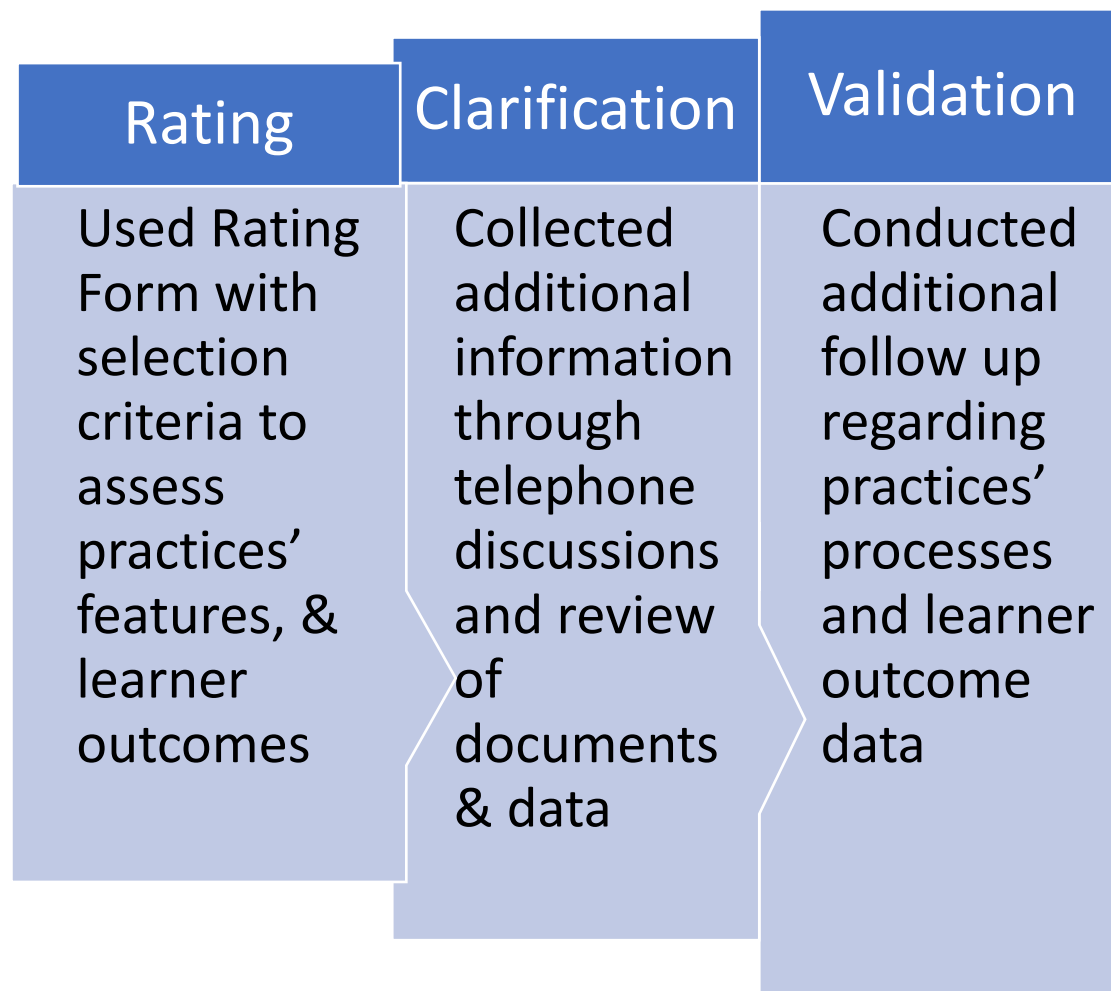 Rating
Used Rating
Form with
selection
criteria to
assess
practices’
features, &
learner
outcomes
Clarification
Collected
additional
information
through
telephone
discussions
and review
of
documents
& data
Validation
Conducted
additional
follow up
regarding
practices’
processes
and learner
outcome
data